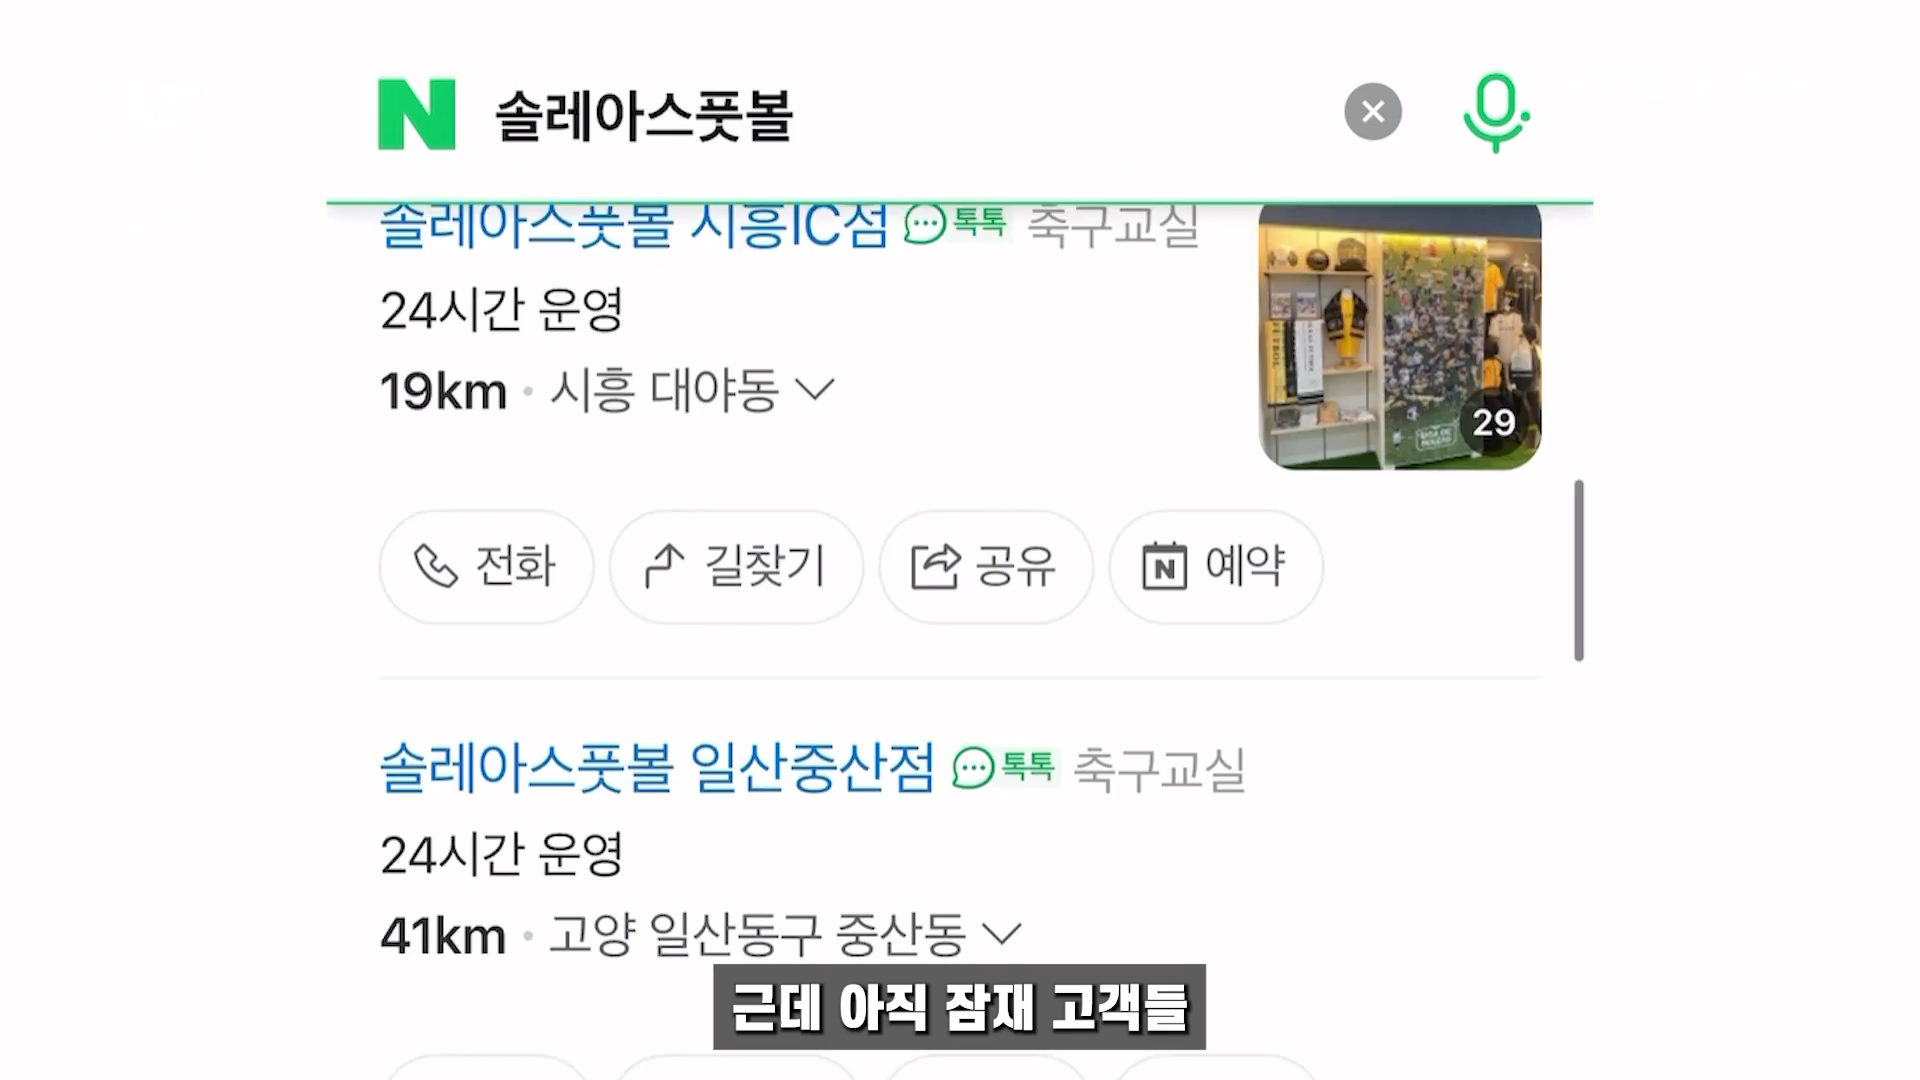 N 솔레아스풋볼
솔레아스풋볼 시흥IC점 톡톡 축구교실
24시간 운영
19km · 시흥 대야동
29
전화 길찾기 공유 N 예약
솔레아스풋볼 일산중산점 톡톡 축구교실
24시간 운영
41km · 고양 일산동구 중산동
근데 아직 잠재 고객들